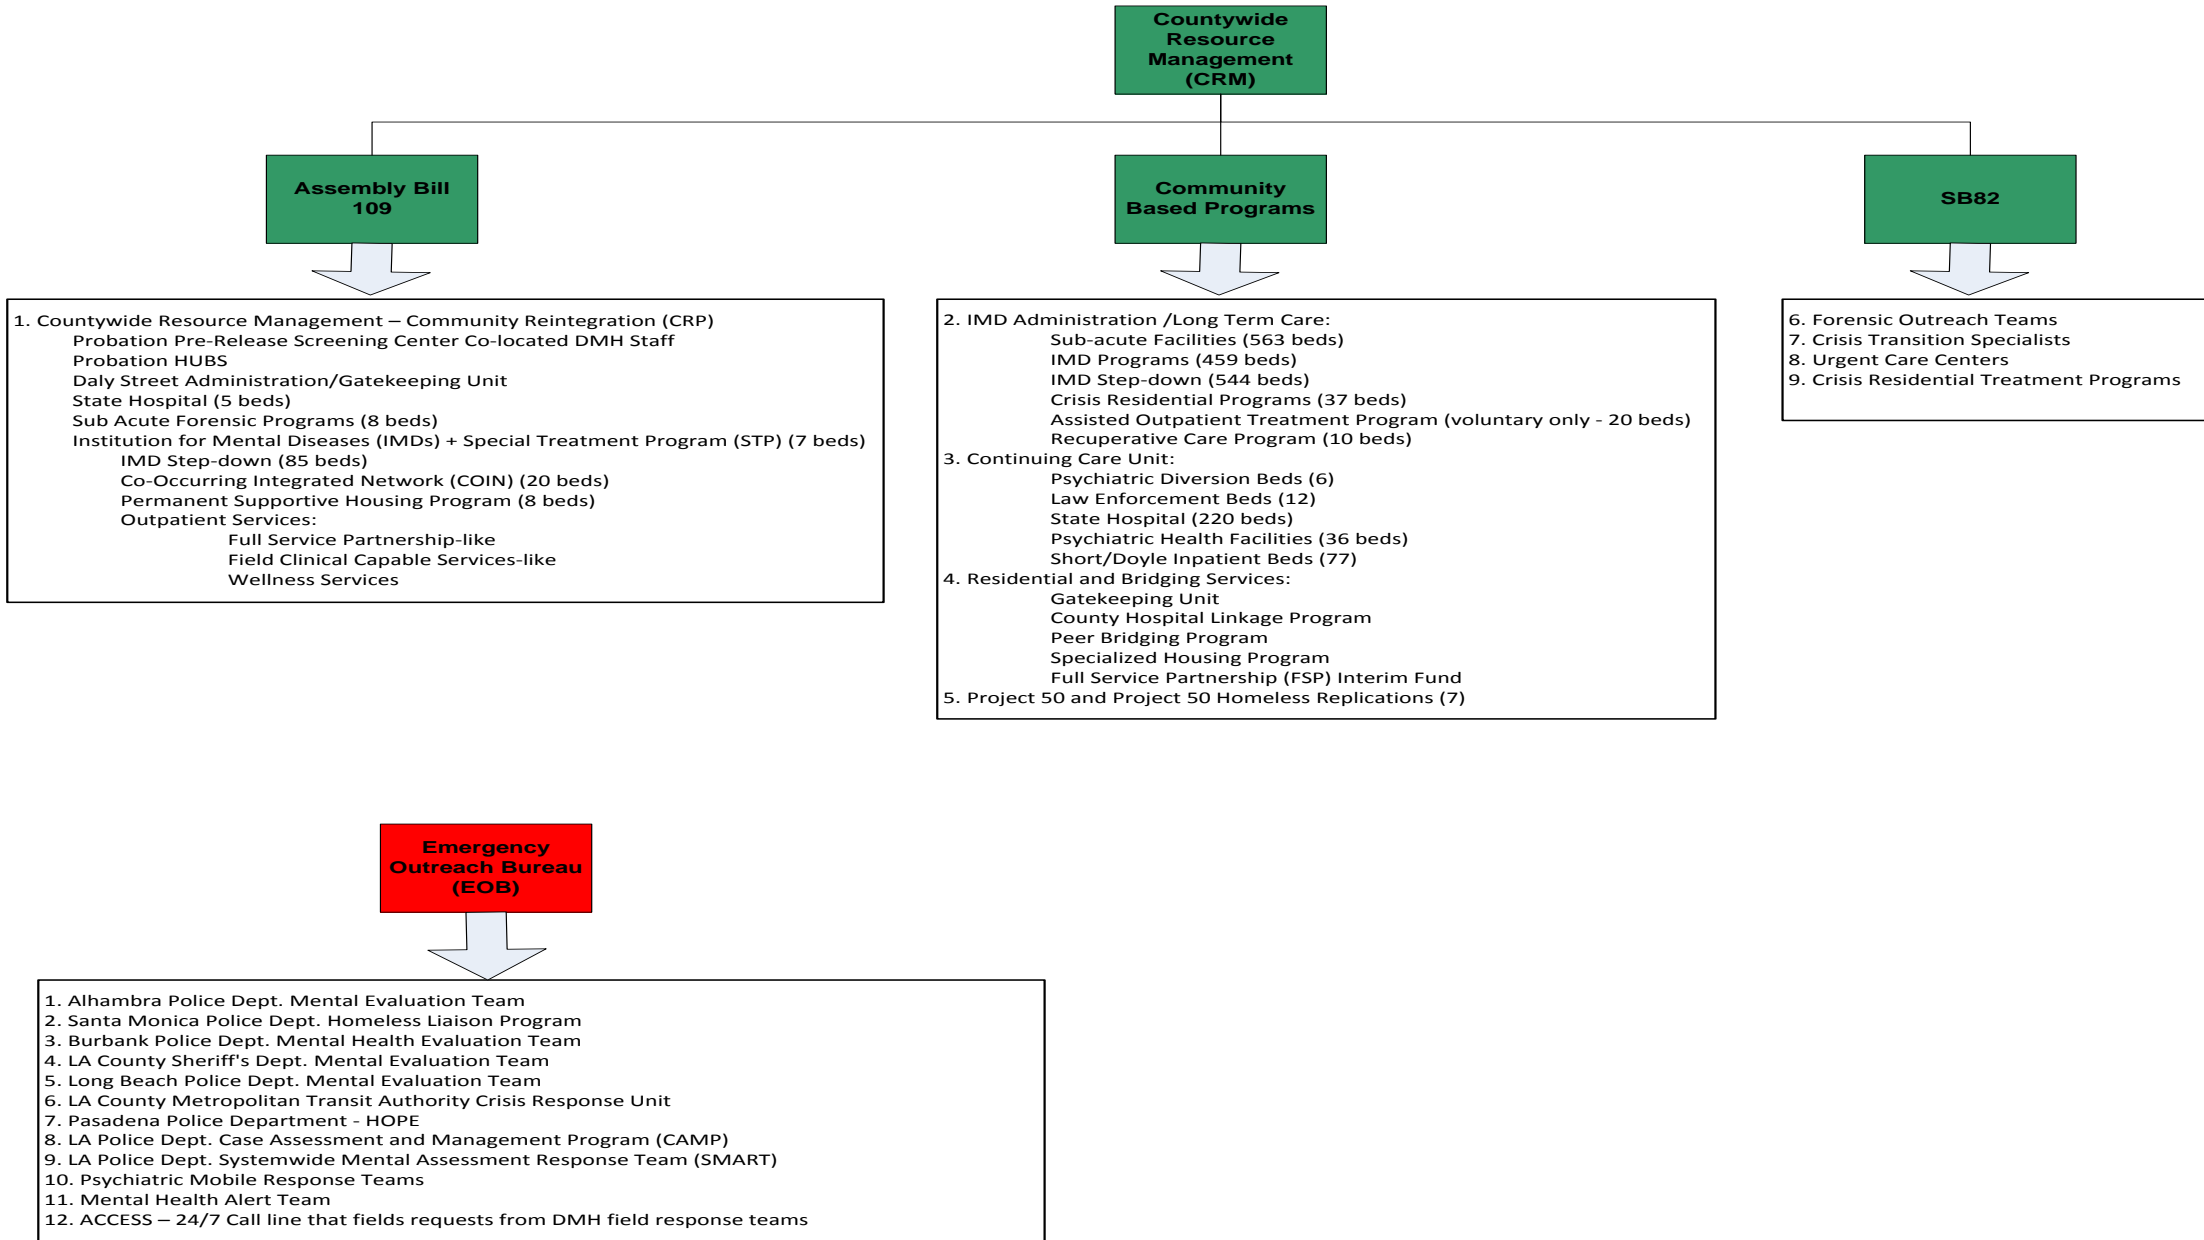 Countywide
Resource
Management
(CRM)
Assembly Bill
109
Community
Based Programs
SB82
1. Countywide Resource Management – Community Reintegration (CRP)
Probation Pre-Release Screening Center Co-located DMH Staff
Probation HUBS
Daly Street Administration/Gatekeeping Unit
State Hospital (5 beds)
Sub Acute Forensic Programs (8 beds)
Institution for Mental Diseases (IMDs) + Special Treatment Program (STP) (7 beds)
IMD Step-down (85 beds)
Co-Occurring Integrated Network (COIN) (20 beds)
Permanent Supportive Housing Program (8 beds)
Outpatient Services:
Full Service Partnership-like
Field Clinical Capable Services-like
Wellness Services
2. IMD Administration /Long Term Care:
Sub-acute Facilities (563 beds)
IMD Programs (459 beds)
IMD Step-down (544 beds)
Crisis Residential Programs (37 beds)
Assisted Outpatient Treatment Program (voluntary only - 20 beds)
Recuperative Care Program (10 beds)
3. Continuing Care Unit:
Psychiatric Diversion Beds (6)
Law Enforcement Beds (12)
State Hospital (220 beds)
Psychiatric Health Facilities (36 beds)
Short/Doyle Inpatient Beds (77)
4. Residential and Bridging Services:
Gatekeeping Unit
County Hospital Linkage Program
Peer Bridging Program
Specialized Housing Program
Full Service Partnership (FSP) Interim Fund
5. Project 50 and Project 50 Homeless Replications (7)
6. Forensic Outreach Teams
7. Crisis Transition Specialists
8. Urgent Care Centers
9. Crisis Residential Treatment Programs
Emergency
Outreach Bureau
(EOB)
1. Alhambra Police Dept. Mental Evaluation Team
2. Santa Monica Police Dept. Homeless Liaison Program
3. Burbank Police Dept. Mental Health Evaluation Team
4. LA County Sheriff's Dept. Mental Evaluation Team
5. Long Beach Police Dept. Mental Evaluation Team
6. LA County Metropolitan Transit Authority Crisis Response Unit
7. Pasadena Police Department - HOPE
8. LA Police Dept. Case Assessment and Management Program (CAMP)
9. LA Police Dept. Systemwide Mental Assessment Response Team (SMART)
10. Psychiatric Mobile Response Teams
11. Mental Health Alert Team
12. ACCESS – 24/7 Call line that fields requests from DMH field response teams